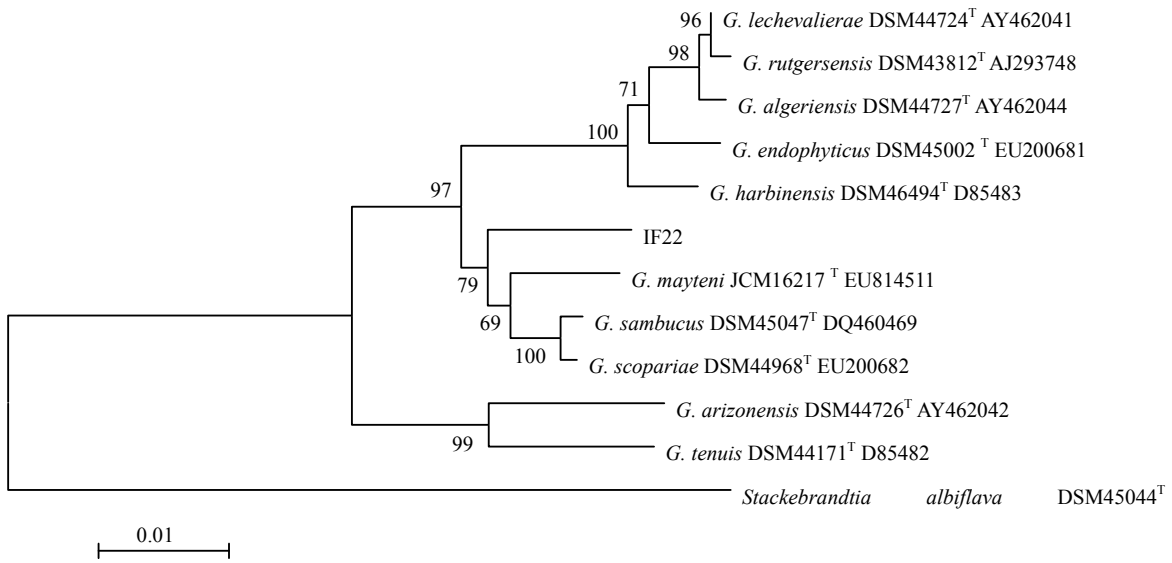 96 G. lechevalierae DSM44724T AY462041
G. rutgersensis DSM43812T AJ293748
98
71
G. algeriensis DSM44727T AY462044
100
G. endophyticus DSM45002 T EU200681
97
G. harbinensis DSM46494T D85483
IF22
79
G. mayteni JCM16217 T EU814511
69
G. sambucus DSM45047T DQ460469
100
G. scopariae DSM44968T EU200682
G. arizonensis DSM44726T AY462042
99
G. tenuis DSM44171T D85482
Stackebrandtia albiflava DSM45044T
0.01